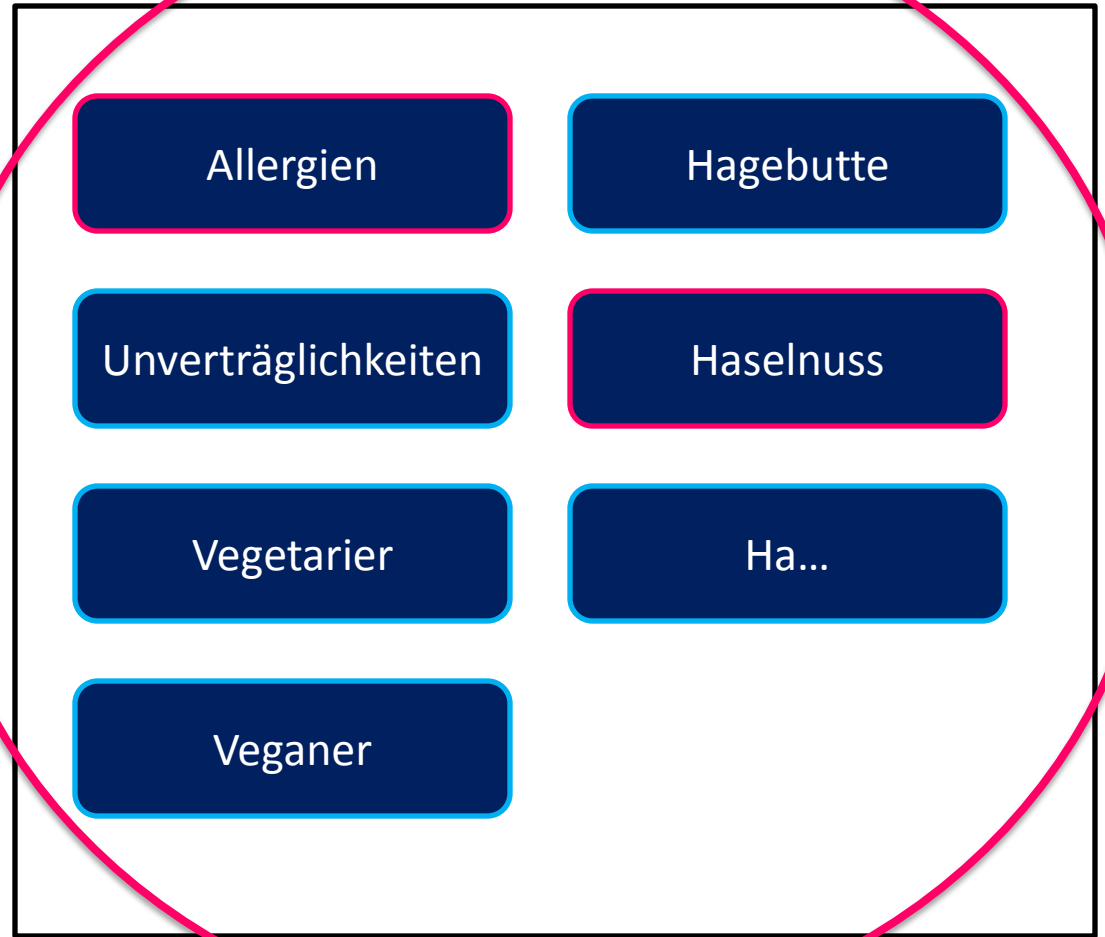 Allergien
Hagebutte
Unverträglichkeiten
Haselnuss
Vegetarier
Ha...
Veganer